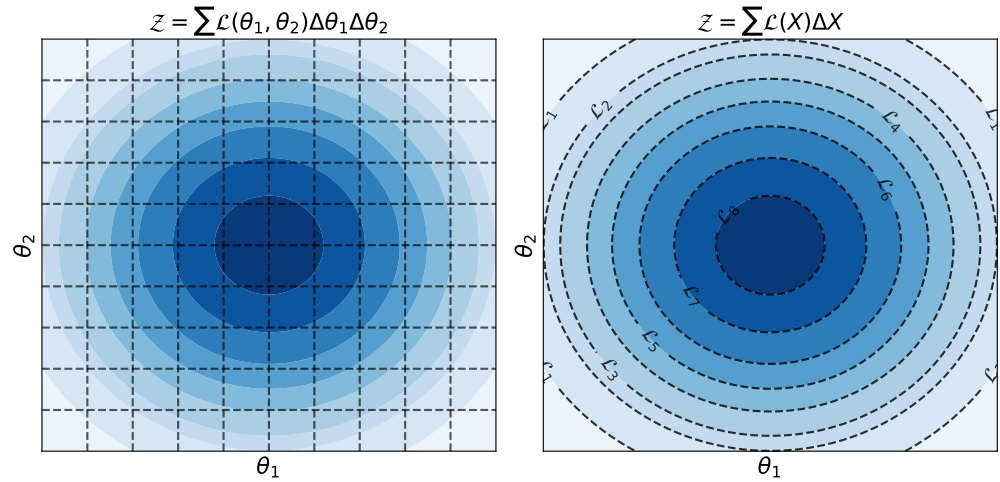 𝒵 = ∑ ℒ(θ₁, θ₂)Δθ₁Δθ₂
θ₂
θ₁
𝒵 = ∑ ℒ(X)ΔX
ℒ₁
ℒ₂
ℒ₄
ℒ₁
ℒ₆
ℒ₈
θ₂
ℒ₇
ℒ₅
ℒ₃
ℒ₁
θ₁